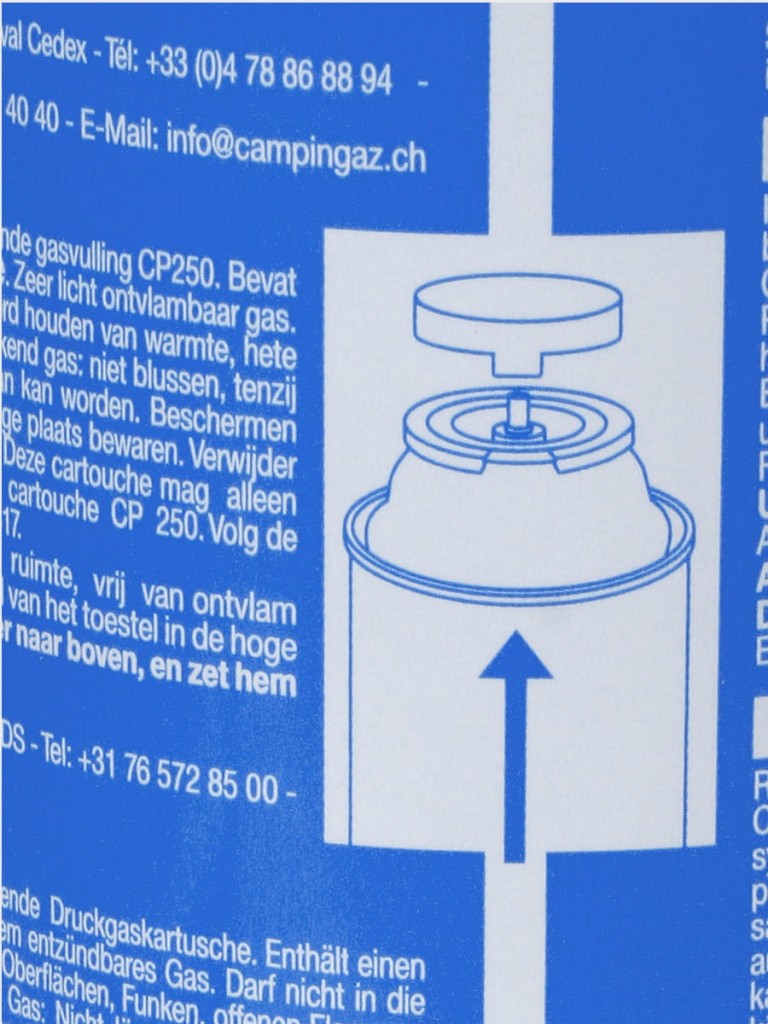 val Cedex - Tél: +33 (0)4 78 86 88 94 -
40 40 - E-Mail: info@campingaz.ch
nde gasvulling CP250. Bevat
. Zeer licht ontvlambaar gas.
rd houden van warmte, hete
kend gas: niet blussen, tenzij
n kan worden. Beschermen
ge plaats bewaren. Verwijder
Deze cartouche mag alleen
cartouche CP 250. Volg de
17.
ruimte, vrij van ontvlam
van het toestel in de hoge
r naar boven, en zet hem
DS - Tel: +31 76 572 85 00 -
ende Druckgaskartusche. Enthält einen
em entzündbares Gas. Darf nicht in die
Oberflächen, Funken, offenen
Gas: Nicht